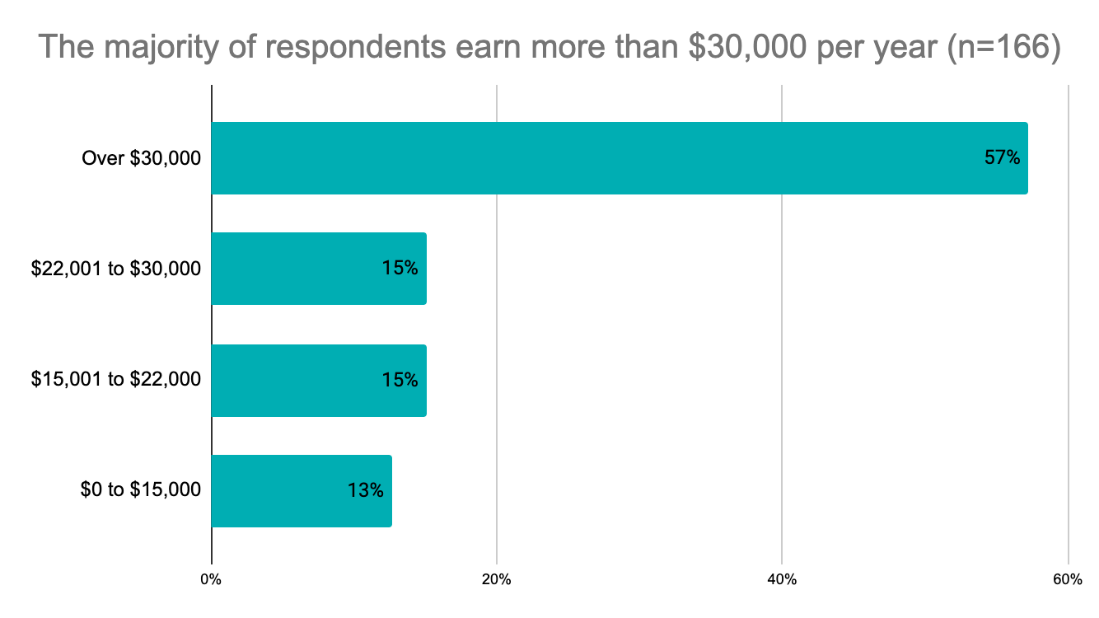 The majority of respondents earn more than $30,000 per year (n=166)
Over $30,000
57%
$22,001 to $30,000
15%
$15,001 to $22,000
15%
$0 to $15,000
13%
0%
20%
40%
60%